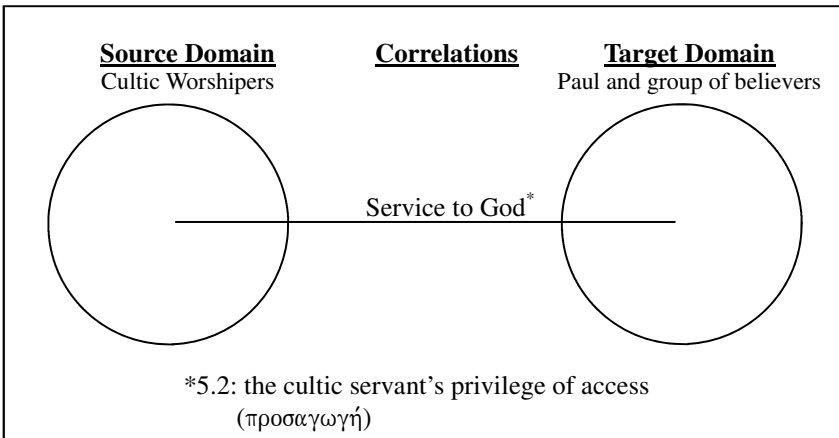 Source Domain Correlations Target Domain
Cultic Worshipers Paul and group of believers
Service to God*
*5.2: the cultic servant’s privilege of access
(προσαγωγή)